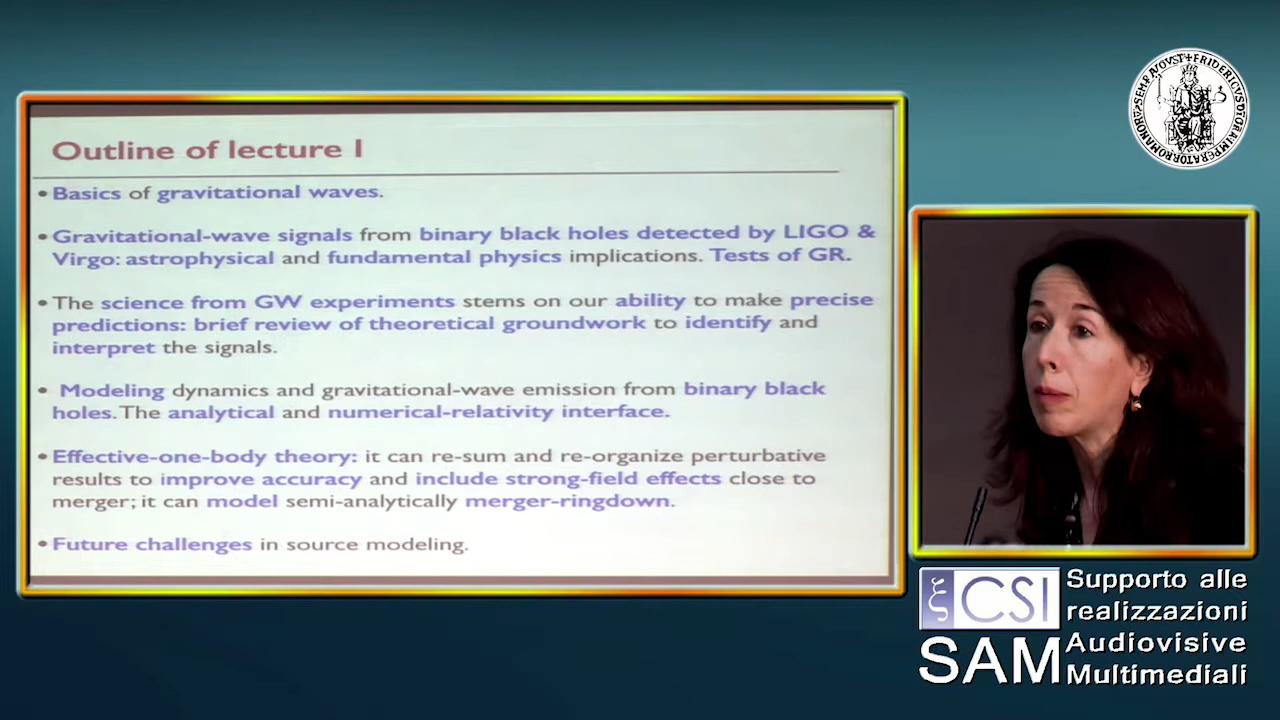 Outline of lecture I
• Basics of gravitational waves.
• Gravitational-wave signals from binary black holes detected by LIGO &
Virgo: astrophysical and fundamental physics implications. Tests of GR.
• The science from GW experiments stems on our ability to make precise
predictions: brief review of theoretical groundwork to identify and
interpret the signals.
• Modeling dynamics and gravitational-wave emission from binary black
holes. The analytical and numerical-relativity interface.
• Effective-one-body theory: it can re-sum and re-organize perturbative
results to improve accuracy and include strong-field effects close to
merger; it can model semi-analytically merger-ringdown.
• Future challenges in source modeling.
CSI
SAM
Supporto alle
realizzazioni
Audiovisive
Multimediali